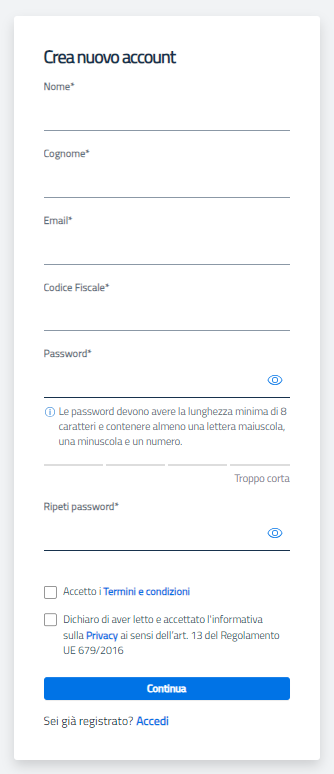 Crea nuovo account
Nome*
Cognome*
Email*
Codice Fiscale*
Password*
Le password devono avere la lunghezza minima di 8
caratteri e contenere almeno una lettera maiuscola,
una minuscola e un numero.
Troppo corta
Ripeti password*
Accetto i Termini e condizioni
Dichiaro di aver letto e accettato l'informativa
sulla Privacy ai sensi dell'art. 13 del Regolamento
UE 679/2016
Continua
Sei già registrato? Accedi